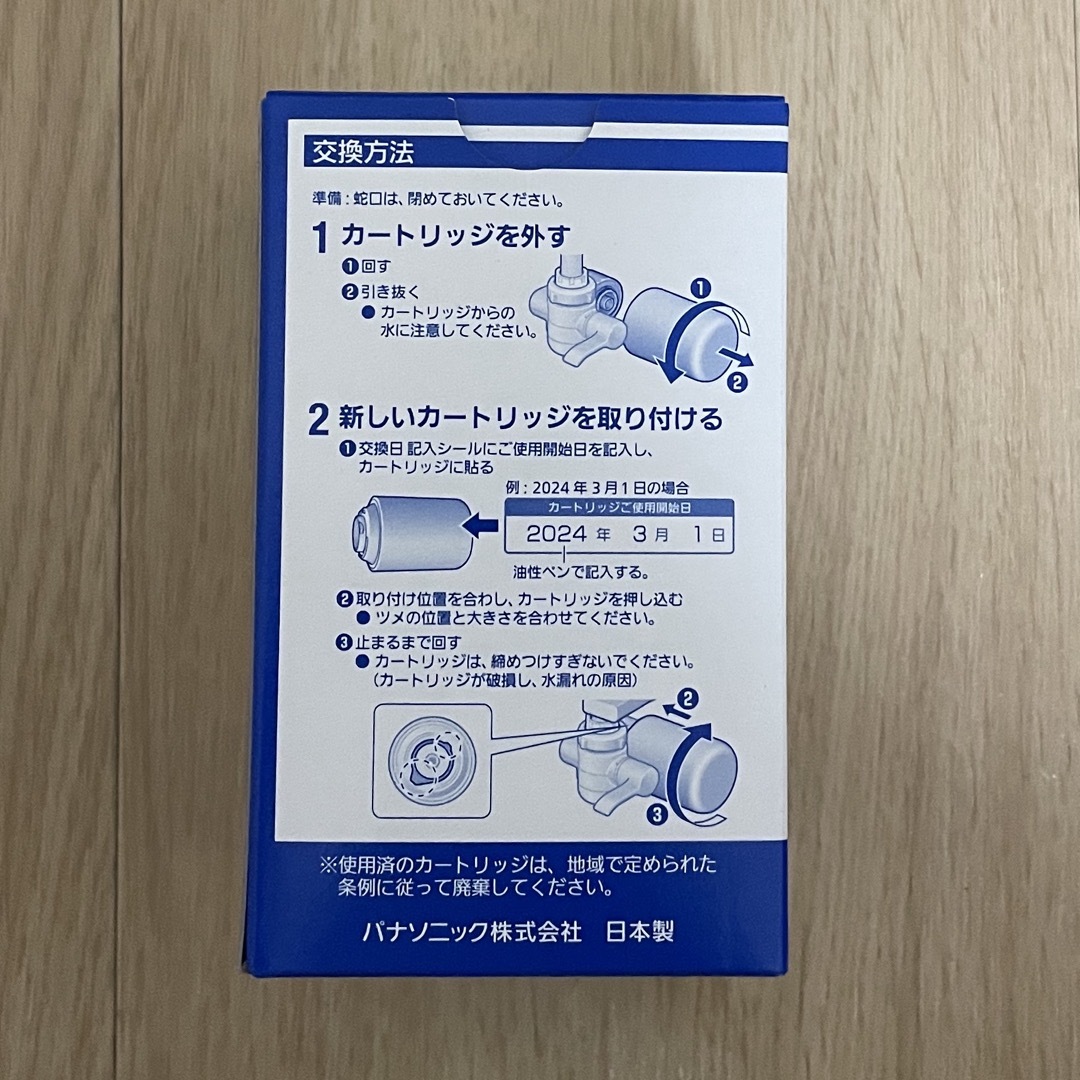 交換方法
準備：蛇口は、閉めておいてください。
1 カートリッジを外す
❶回す
❷引き抜く
● カートリッジからの
水に注意してください。
❶
❷
2 新しいカートリッジを取り付ける
❶交換日 記入シールにご使用開始日を記入し、
カートリッジに貼る
例：2024年3月1日の場合
カートリッジご使用開始日
2024 年 3 月 1 日
油性ペンで記入する。
❷取り付け位置を合わし、カートリッジを押し込む
● ツメの位置と大きさを合わせてください。
❸止まるまで回す
● カートリッジは、締めつけすぎないでください。
（カートリッジが破損し、水漏れの原因）
❷
❸
※使用済のカートリッジは、地域で定められた
条例に従って廃棄してください。
パナソニック株式会社 日本製